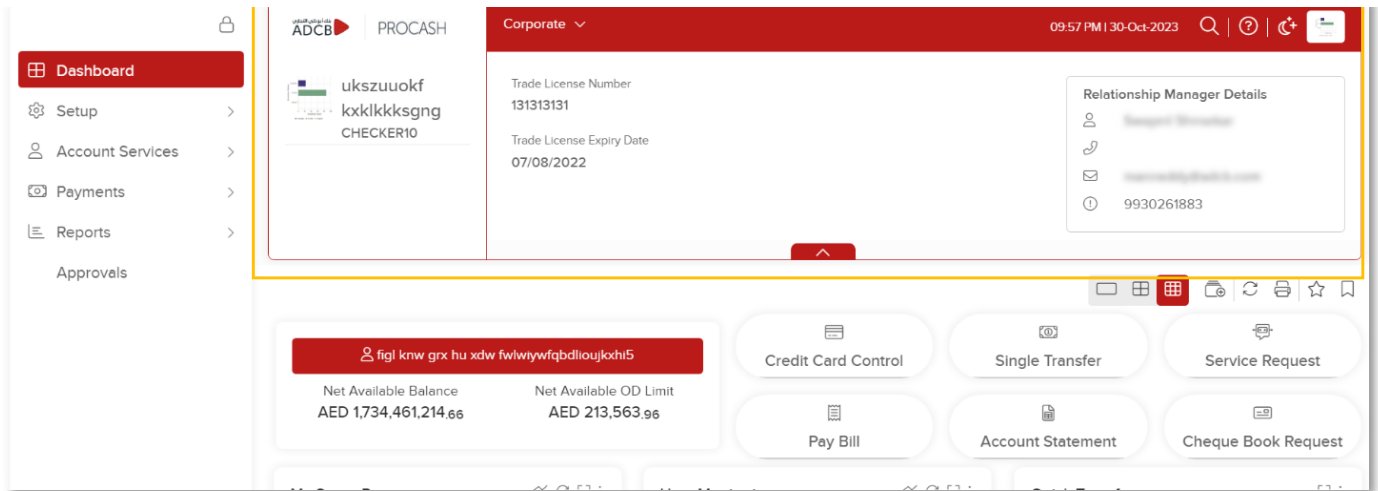 ADCB
PROCASH
Corporate
09:57 PM | 30-Oct-2023
Dashboard
Setup
Account Services
Payments
Reports
Approvals
ukszuuokf
kxklkkksgng
CHECKER10
Trade License Number
131313131
Trade License Expiry Date
07/08/2022
Relationship Manager Details
9930261883
figl knw grx hu xdw fwlwiywfqbdlioujkxhi5
Net Available Balance
AED 1,734,461,214.66
Net Available OD Limit
AED 213,563.96
Credit Card Control
Single Transfer
Service Request
Pay Bill
Account Statement
Cheque Book Request